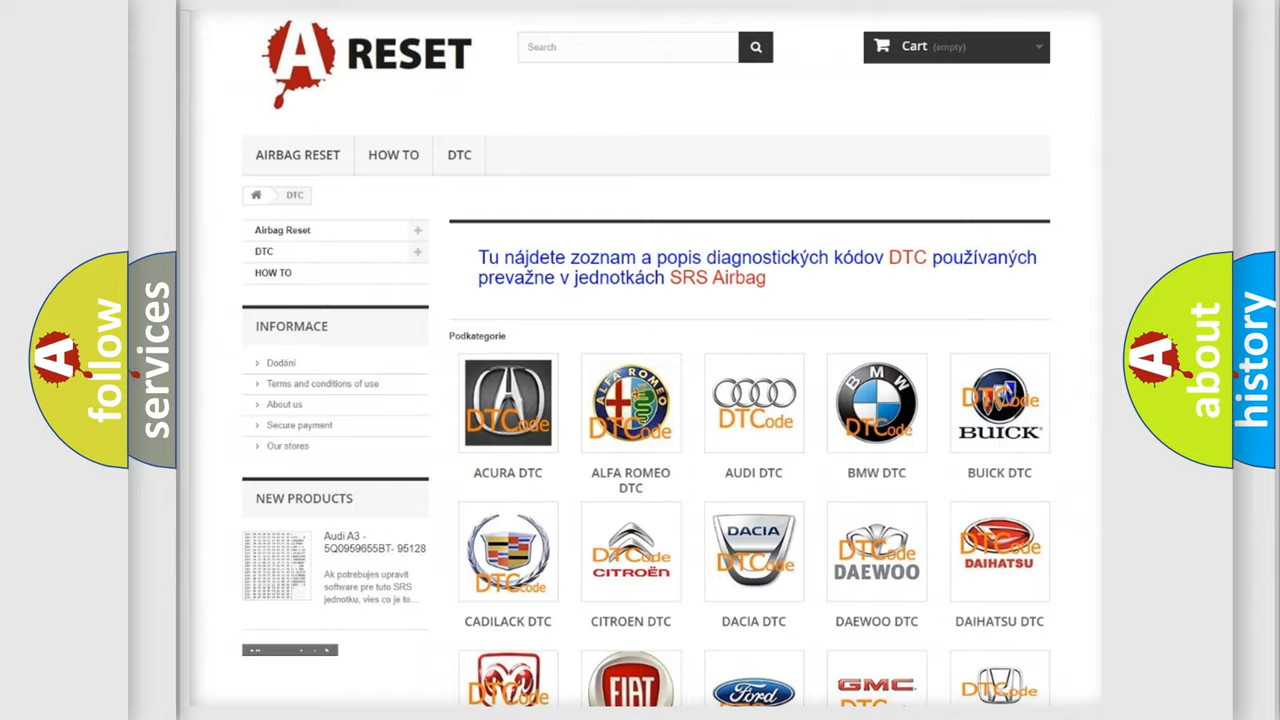 A RESET
Search
Cart (empty)
AIRBAG RESET
HOW TO
DTC
DTC
Airbag Reset
DTC
HOW TO
INFORMACE
Dodání
Terms and conditions of use
About us
Secure payment
Our stores
NEW PRODUCTS
Audi A3 -
5Q0959655BT- 95128
Ak potrebujes upravit
software pre tuto SRS
jednotku, vies co je to...
Tu nájdete zoznam a popis diagnostických kódov DTC používaných
prevažne v jednotkách SRS Airbag
Podkategorie
DTCode
ALFA ROMEO
DTCode
DTCode
BMW
DTCode
DTCode
BUICK
ACURA DTC
ALFA ROMEO
DTC
AUDI DTC
BMW DTC
BUICK DTC
DTCode
DTCode
CITROËN
DACIA
DTCode
DTCode
DAEWOO
DTCode
DAIHATSU
CADILACK DTC
CITROEN DTC
DACIA DTC
DAEWOO DTC
DAIHATSU DTC
DTCode
FIAT
Ford
GMC
DTCode
A follow
services
A about
history